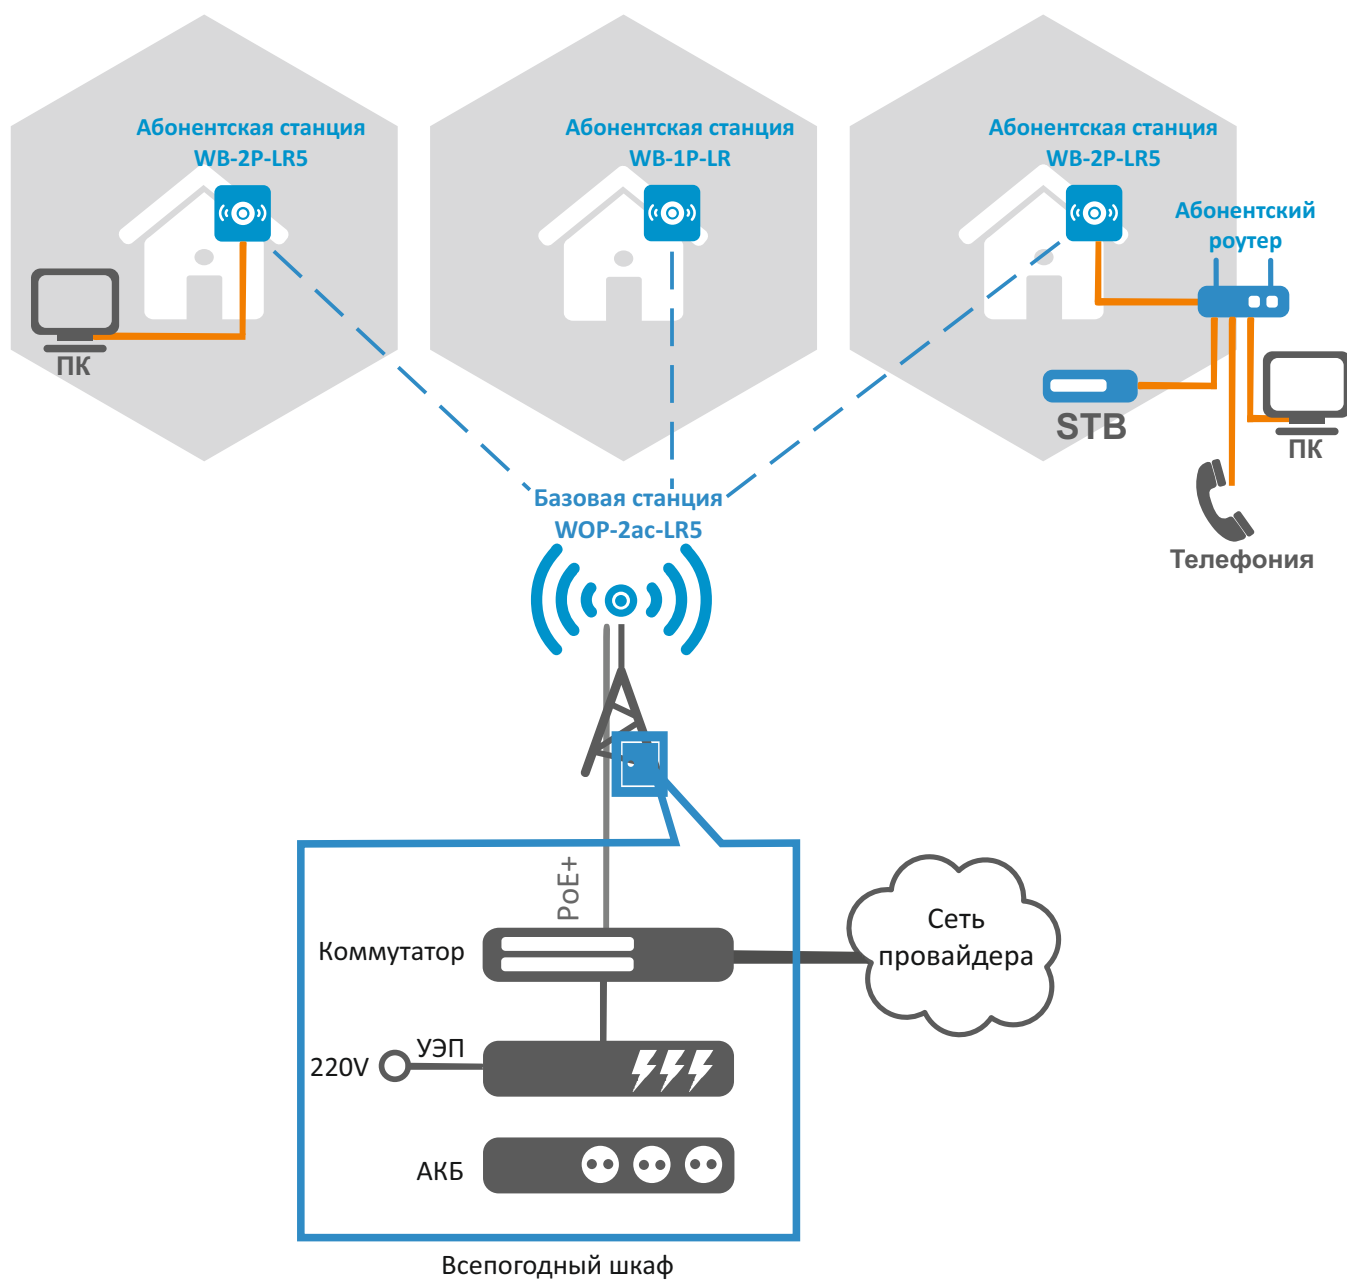 Абонентская станция
WB-2P-LR5
Абонентская станция
WB-1P-LR
Абонентская станция
WB-2P-LR5
Абонентский
роутер
ПК
STB
ПК
Телефония
Базовая станция
WOP-2ac-LR5
PoE+
Коммутатор
Сеть
провайдера
УЭП
220V
АКБ
Всепогодный шкаф